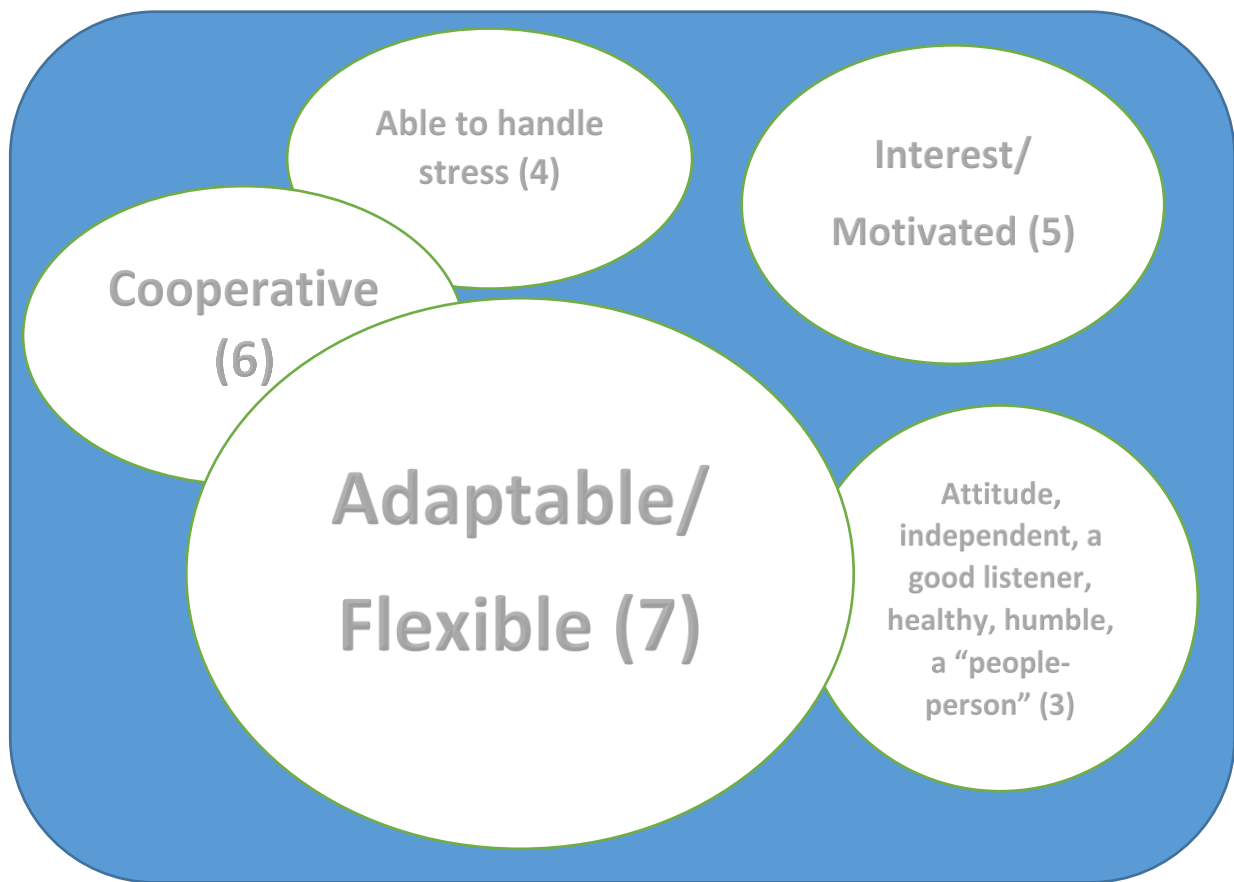 Able to handle
stress (4)
Interest/
Motivated (5)
Cooperative
(6)
Adaptable/
Flexible (7)
Attitude,
independent, a
good listener,
healthy, humble,
a “people-
person” (3)